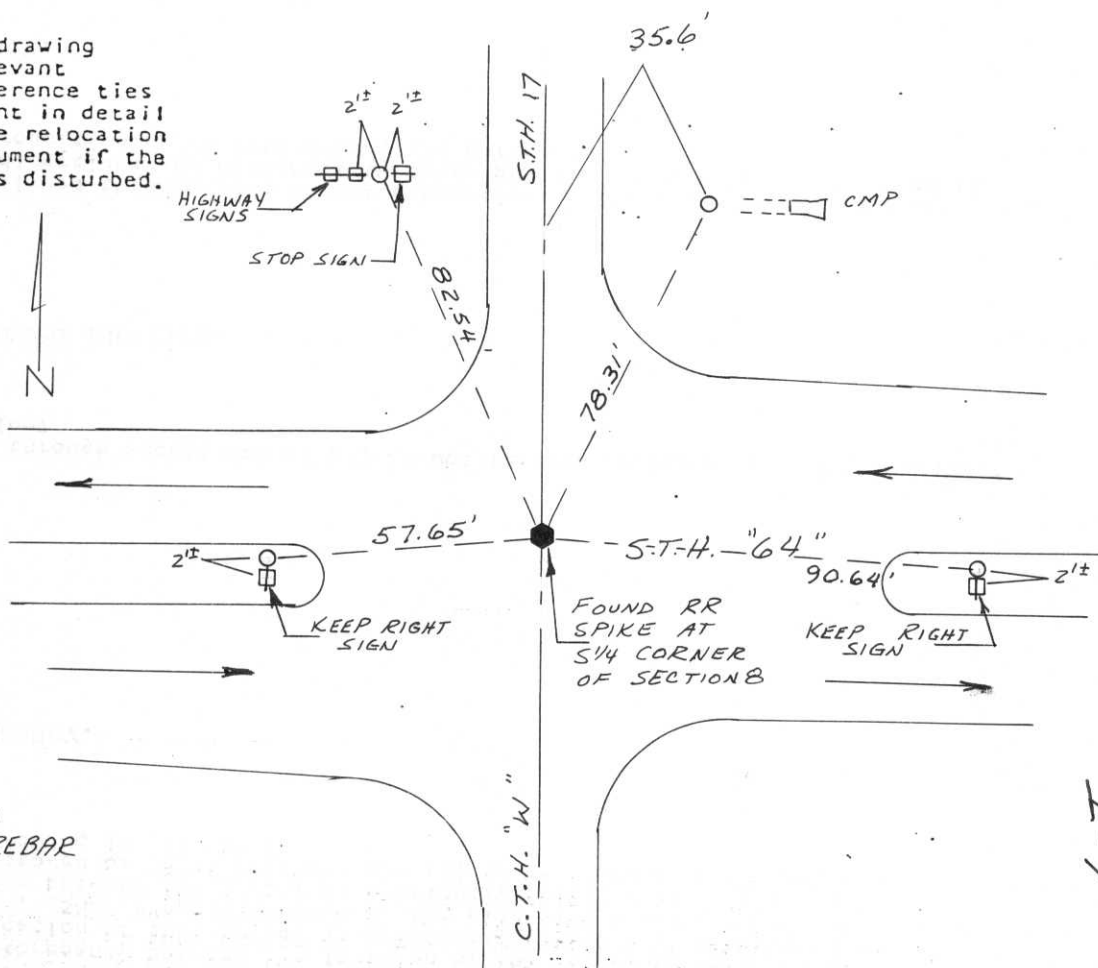 drawing
evant
erence ties
nt in detail
e relocation
ument if the
s disturbed.
35.6'
2'± 2'±
S.T.H. 17
HIGHWAY
SIGNS
STOP SIGN
CMP
N
82.54
78.31'
57.65'
S.T.H. "64"
90.64'
2'±
2'±
KEEP RIGHT
SIGN
FOUND RR
SPIKE AT
S1/4 CORNER
OF SECTION 8
KEEP RIGHT
SIGN
C.T.H. "W"
REBAR